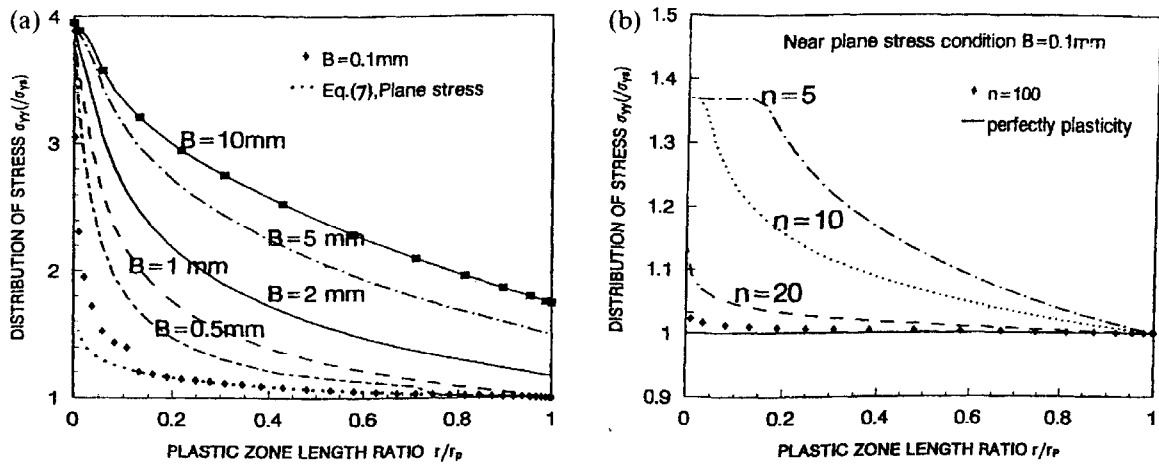 (a)
4
3
2
1
DISTRIBUTION OF STRESS σyy(/σys)
B=0.1mm
Eq.(7),Plane stress
B=10mm
B=5 mm
B=1 mm
B=2 mm
B=0.5mm
0 0.2 0.4 0.6 0.8 1
PLASTIC ZONE LENGTH RATIO r/rP
(b)
1.5
1.4
1.3
1.2
1.1
1
0.9
DISTRIBUTION OF STRESS σyy(/σys)
Near plane stress condition B=0.1mm
n=100
perfectly plasticity
n=5
n=10
n=20
0 0.2 0.4 0.6 0.8 1
PLASTIC ZONE LENGTH RATIO r/rP